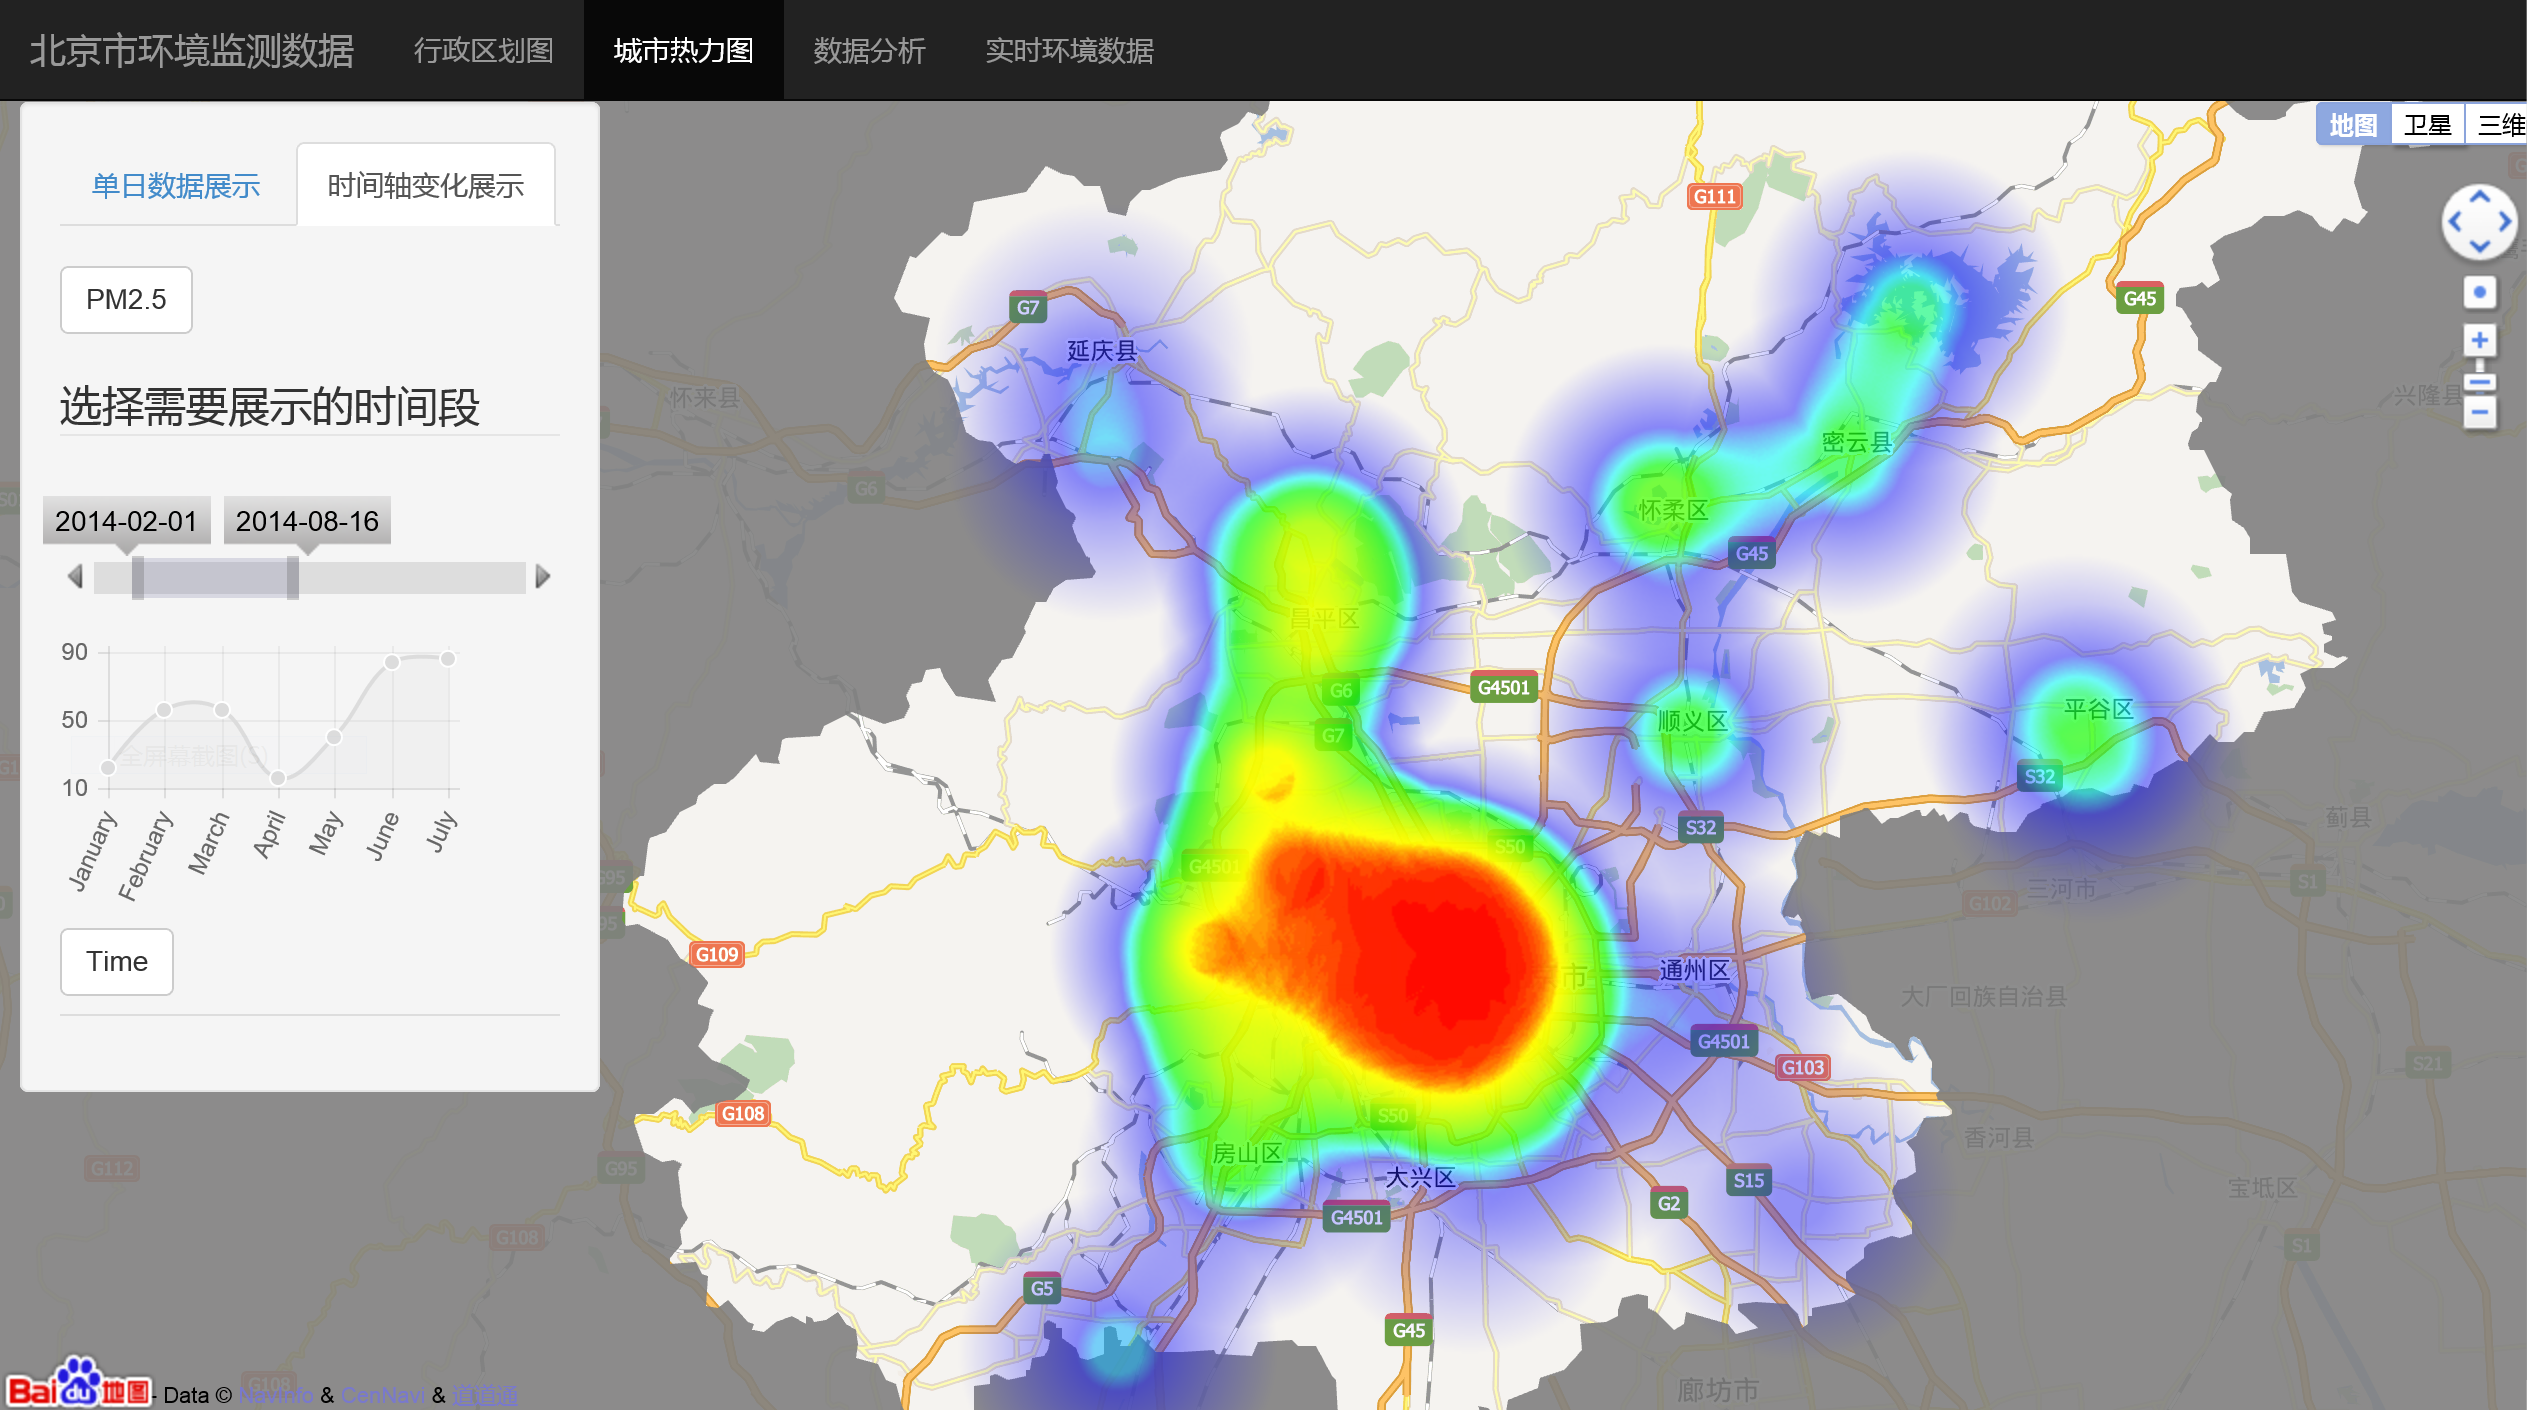 北京市环境监测数据 行政区划图 城市热力图 数据分析 实时环境数据
单日数据展示 时间轴变化展示
PM2.5
选择需要展示的时间段
2014-02-01 2014-08-16
90
50
10
全屏幕截图(S)
January February March April May June July
Time
地图 卫星 三维
G111
G7
G45
延庆县
怀来县
兴隆县
G6
密云县
怀柔区
G45
昌平区
G6
G4501
G7
顺义区
平谷区
S32
S32
蓟县
S50
G4501
G95
S1
三河市
G102
G109
市
通州区
大厂回族自治县
G4501
G103
S21
G108
S50
香河县
房山区
大兴区
G112
G95
S15
宝坻区
G2
G4501
G108
S1
G5
G45
廊坊市
G108
Bai du 地图 - Data © NavInfo & CenNavi & 道道通